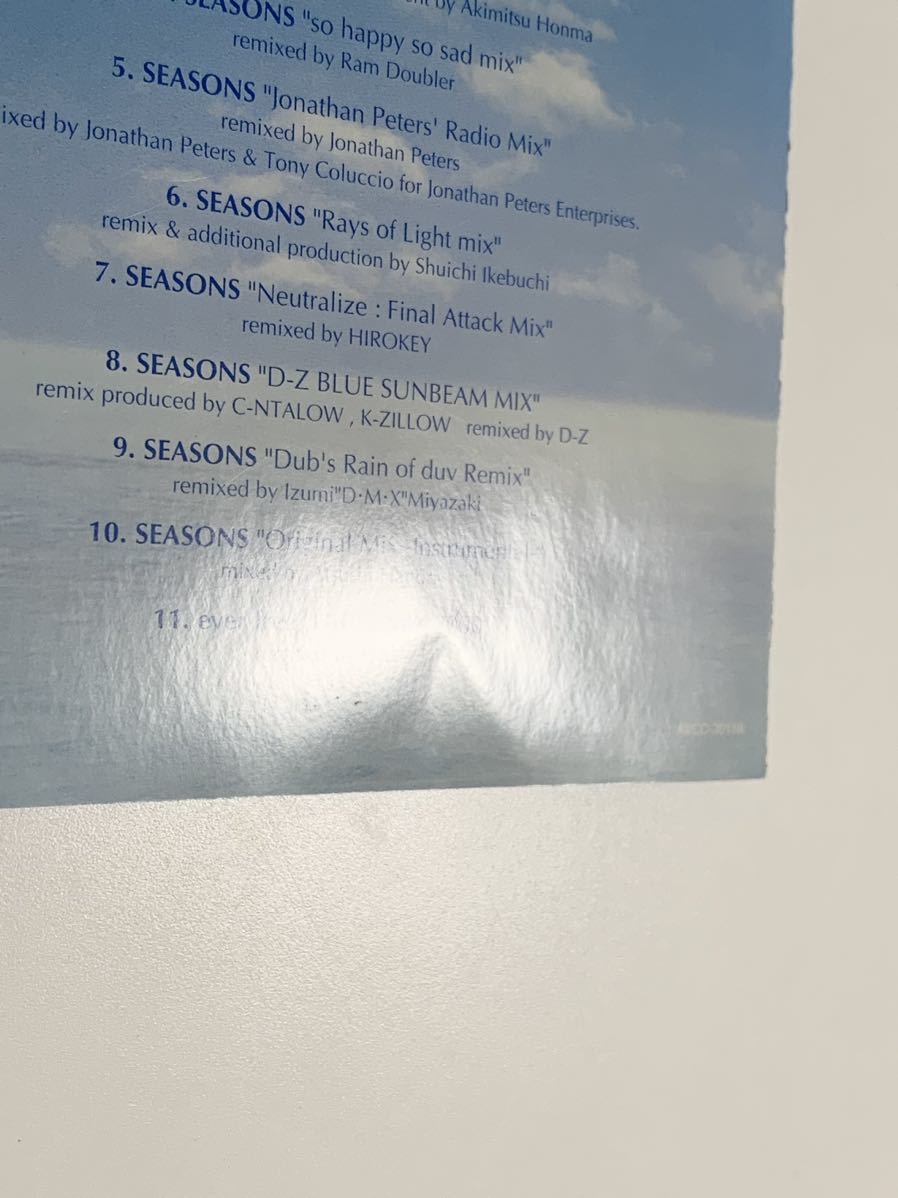 by Akimitsu Honma
SEASONS "so happy so sad mix"
remixed by Ram Doubler
5. SEASONS "Jonathan Peters' Radio Mix"
remixed by Jonathan Peters
ixed by Jonathan Peters & Tony Coluccio for Jonathan Peters Enterprises.
6. SEASONS "Rays of Light mix"
remix & additional production by Shuichi Ikebuchi
7. SEASONS "Neutralize : Final Attack Mix"
remixed by HIROKEY
8. SEASONS "D-Z BLUE SUNBEAM MIX"
remix produced by C-NTALOW , K-ZILLOW remixed by D-Z
9. SEASONS "Dub's Rain of duv Remix"
remixed by Izumi"D･M･X"Miyazaki
10. SEASONS "Original Mix -Instrumental-"
11.